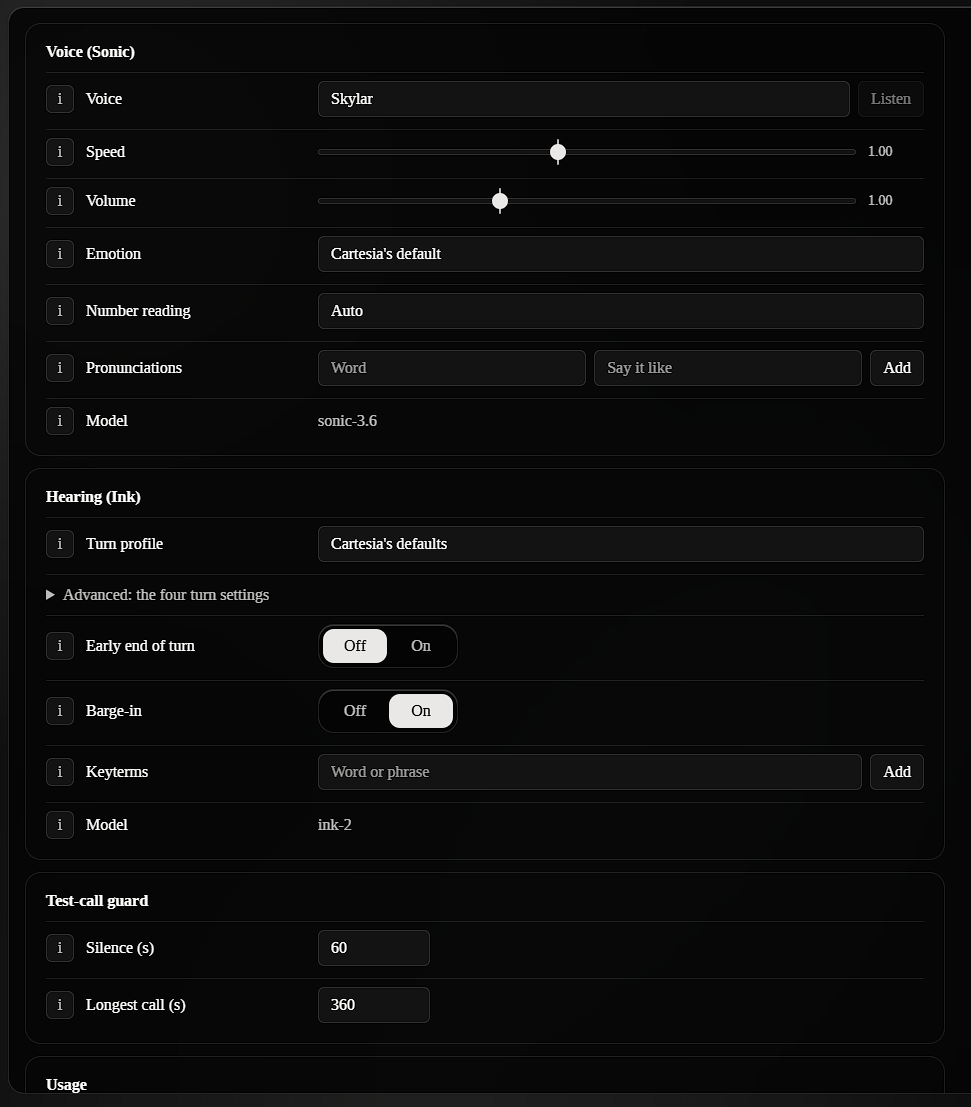 Voice (Sonic)
i Voice Skylar Listen
i Speed 1.00
i Volume 1.00
i Emotion Cartesia's default
i Number reading Auto
i Pronunciations Word Say it like Add
i Model sonic-3.6
Hearing (Ink)
i Turn profile Cartesia's defaults
Advanced: the four turn settings
i Early end of turn Off On
i Barge-in Off On
i Keyterms Word or phrase Add
i Model ink-2
Test-call guard
i Silence (s) 60
i Longest call (s) 360
Usage